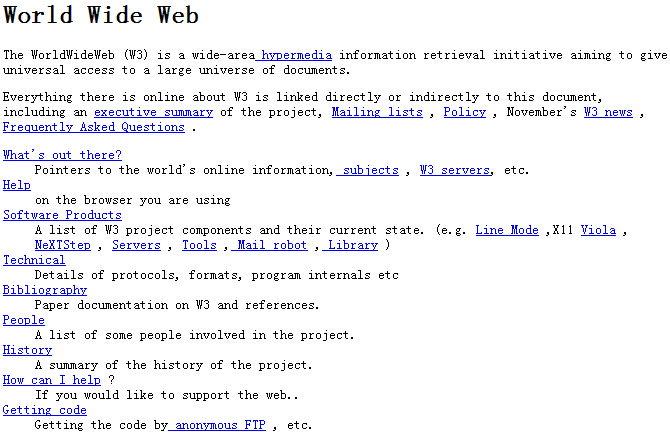 World Wide Web
The WorldWideWeb (W3) is a wide-area hypermedia information retrieval initiative aiming to give
universal access to a large universe of documents.
Everything there is online about W3 is linked directly or indirectly to this document,
including an executive summary of the project, Mailing lists , Policy , November's W3 news ,
Frequently Asked Questions .
What's out there?
Pointers to the world's online information, subjects , W3 servers, etc.
Help
on the browser you are using
Software Products
A list of W3 project components and their current state. (e.g. Line Mode ,X11 Viola ,
NeXTStep , Servers , Tools , Mail robot , Library )
Technical
Details of protocols, formats, program internals etc
Bibliography
Paper documentation on W3 and references.
People
A list of some people involved in the project.
History
A summary of the history of the project.
How can I help ?
If you would like to support the web..
Getting code
Getting the code by anonymous FTP , etc.